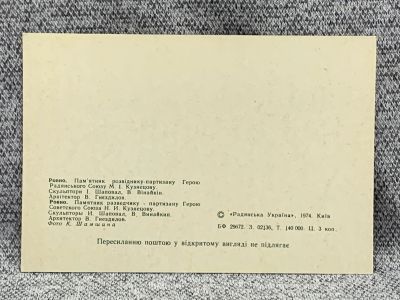 Ровно. Пам'ятник розвіднику-партизану Герою
Радянського Союзу М. І. Кузнецову.
Скульптори І. Шаповал, В. Вінайкін.
Архітектор В. Гнєздилов.
Ровно. Памятник разведчику - партизану Герою
Советского Союза Н. И. Кузнецову.
Скульпторы И. Шаповал, В. Винайкин.
Архитектор В. Гнездилов.
Фото К. Шамшина
© «Радянська Україна», 1974, Київ
БФ 29672. З. 02136, Т. 140 000. Ц. 3 коп.
Пересиланню поштою у відкритому вигляді не підлягає